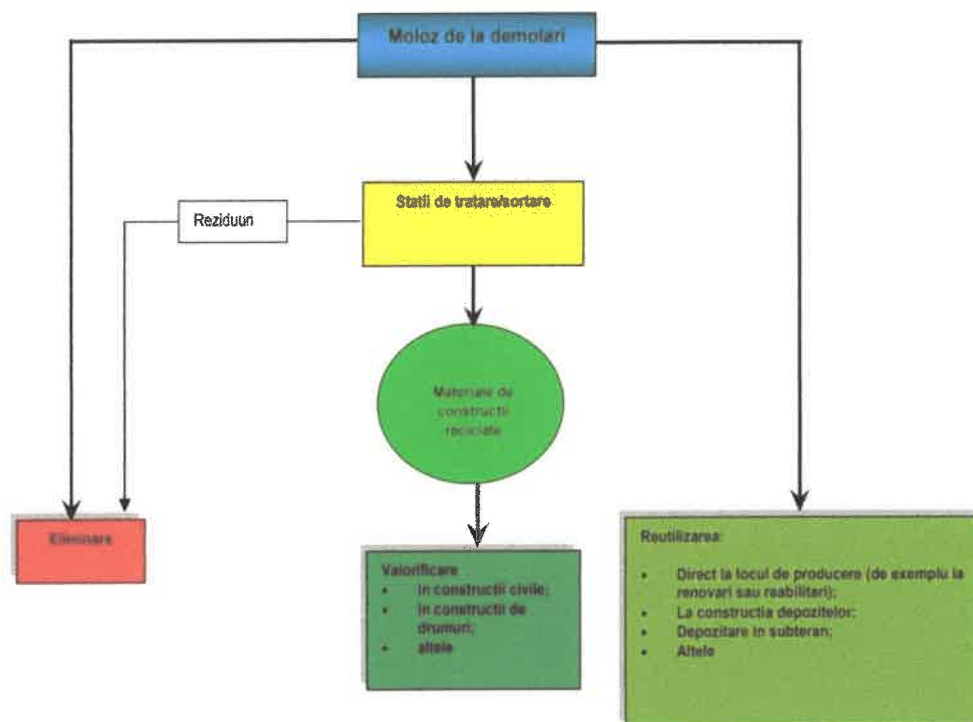 Moloz de la demolari
Statii de tratare/sortare
Reziduuri
Materiale de
constructii
reciclate
Eliminare
Valorificare
• In constructii civile;
• in constructii de
drumuri;
• altele
Reutilizarea:
• Direct la locul de producere (de exemplu la
renovari sau reabilitari);
• La constructia depozitelor;
• Depozitare in subteran;
• Altele